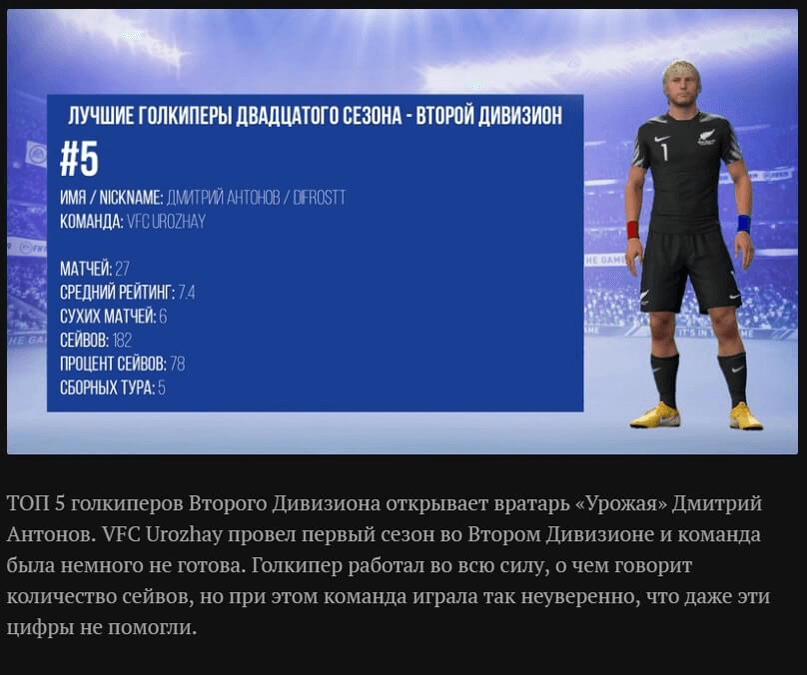 ЛУЧШИЕ ГОЛКИПЕРЫ ДВАДЦАТОГО СЕЗОНА - ВТОРОЙ ДИВИЗИОН
#5
ИМЯ / NICKNAME: ДМИТРИЙ АНТОНОВ / DIFROSTT
КОМАНДА: VFC UROZHAY
МАТЧЕЙ: 27
СРЕДНИЙ РЕЙТИНГ: 7.4
СУХИХ МАТЧЕЙ: 6
СЕЙВОВ: 182
ПРОЦЕНТ СЕЙВОВ: 78
СБОРНЫХ ТУРА: 5
1
ТОП 5 голкиперов Второго Дивизиона открывает вратарь «Урожая» Дмитрий
Антонов. VFC Urozhay провел первый сезон во Втором Дивизионе и команда
была немного не готова. Голкипер работал во всю силу, о чем говорит
количество сейвов, но при этом команда играла так неуверенно, что даже эти
цифры не помогли.